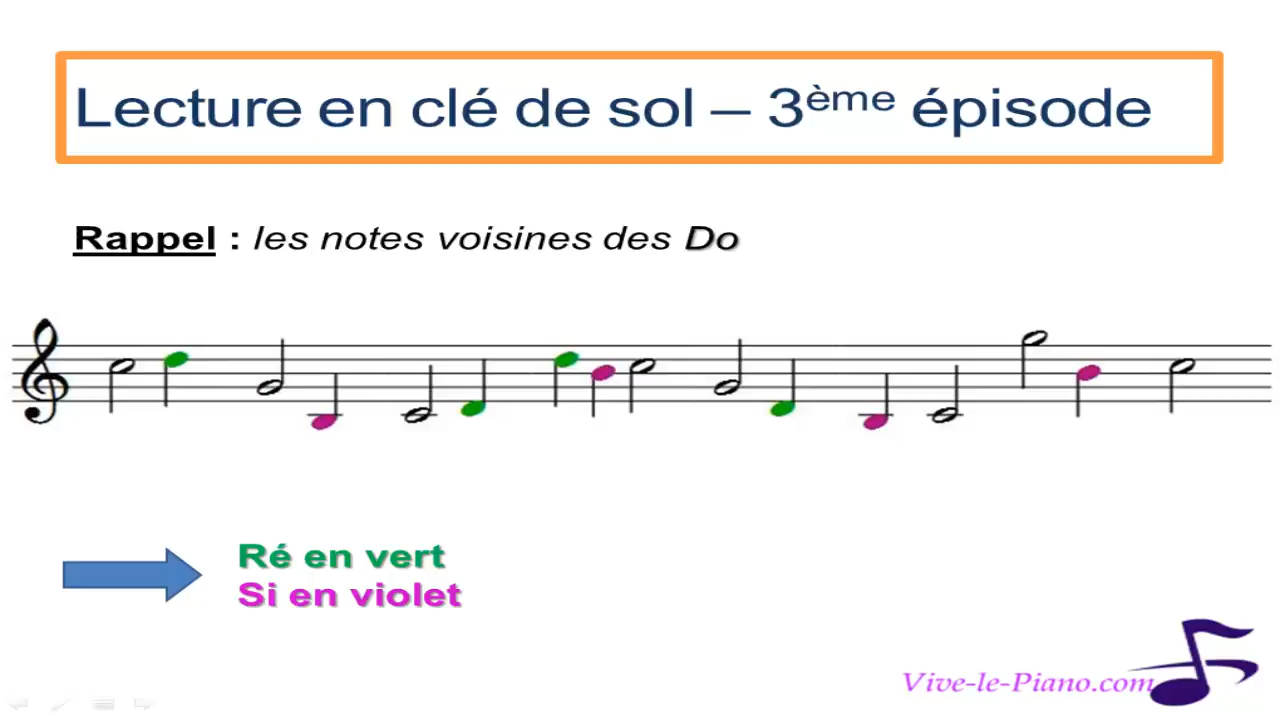 Lecture en clé de sol – 3ème épisode
Rappel : les notes voisines des Do
Ré en vert
Si en violet
Vive-le-Piano.com